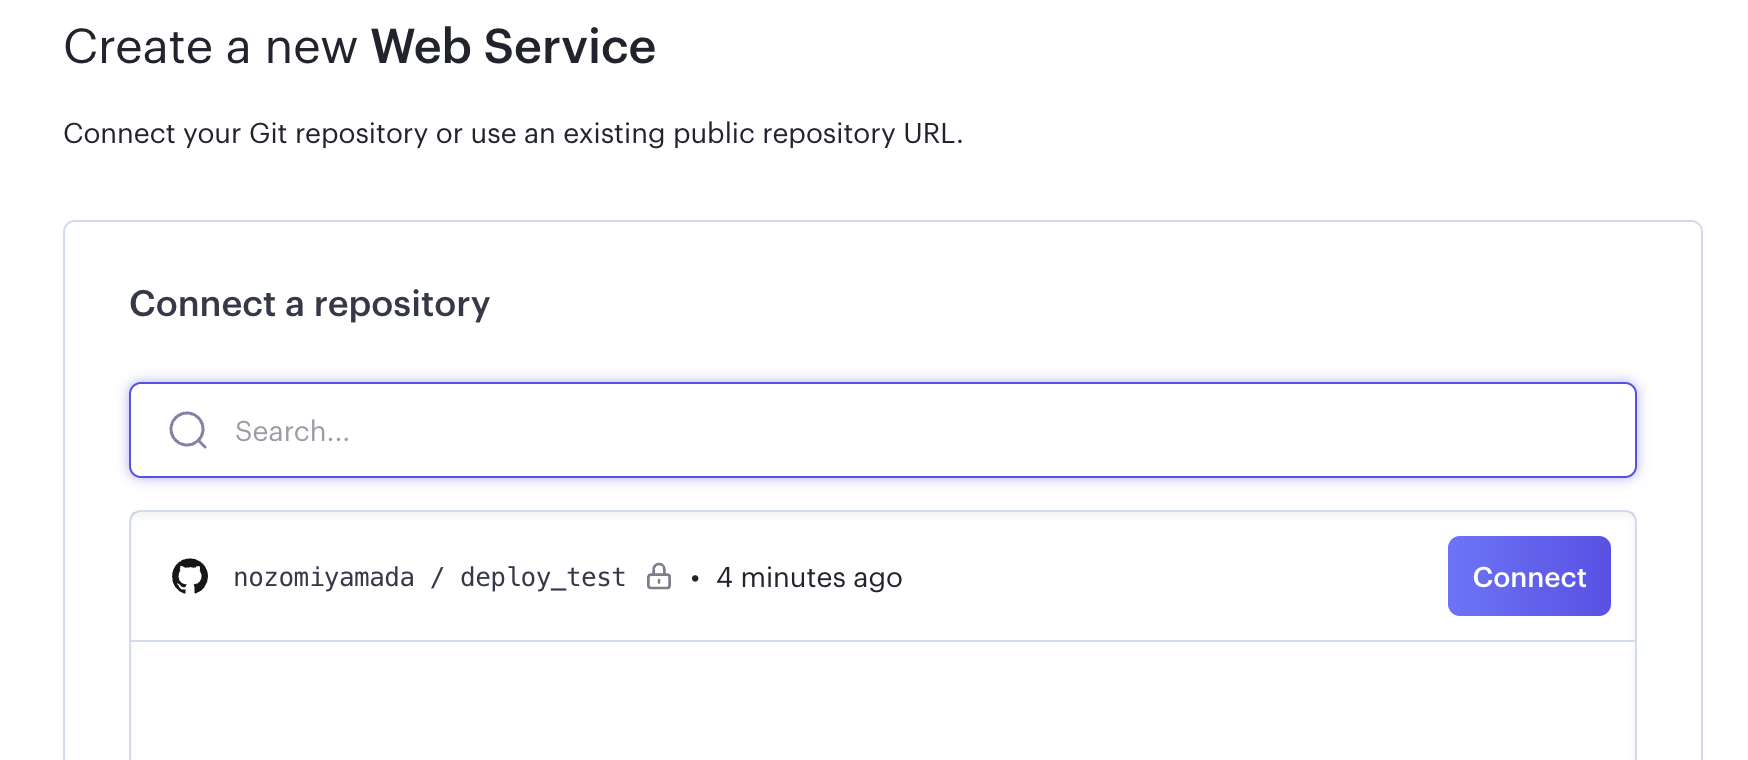 Create a new Web Service
Connect your Git repository or use an existing public repository URL.
Connect a repository
Search...
nozomiyamada / deploy_test • 4 minutes ago
Connect